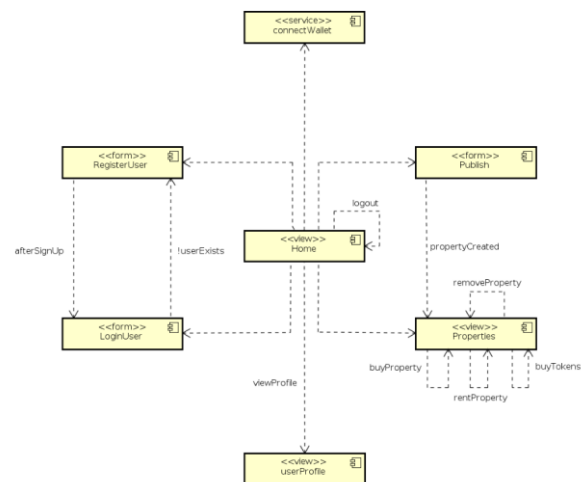 <<service>>
connectWallet
<<form>>
RegisterUser
<<form>>
Publish
logout
<<view>>
Home
afterSignUp
!userExists
propertyCreated
removeProperty
<<form>>
LoginUser
<<view>>
Properties
buyProperty
buyTokens
viewProfile
rentProperty
<<view>>
userProfile